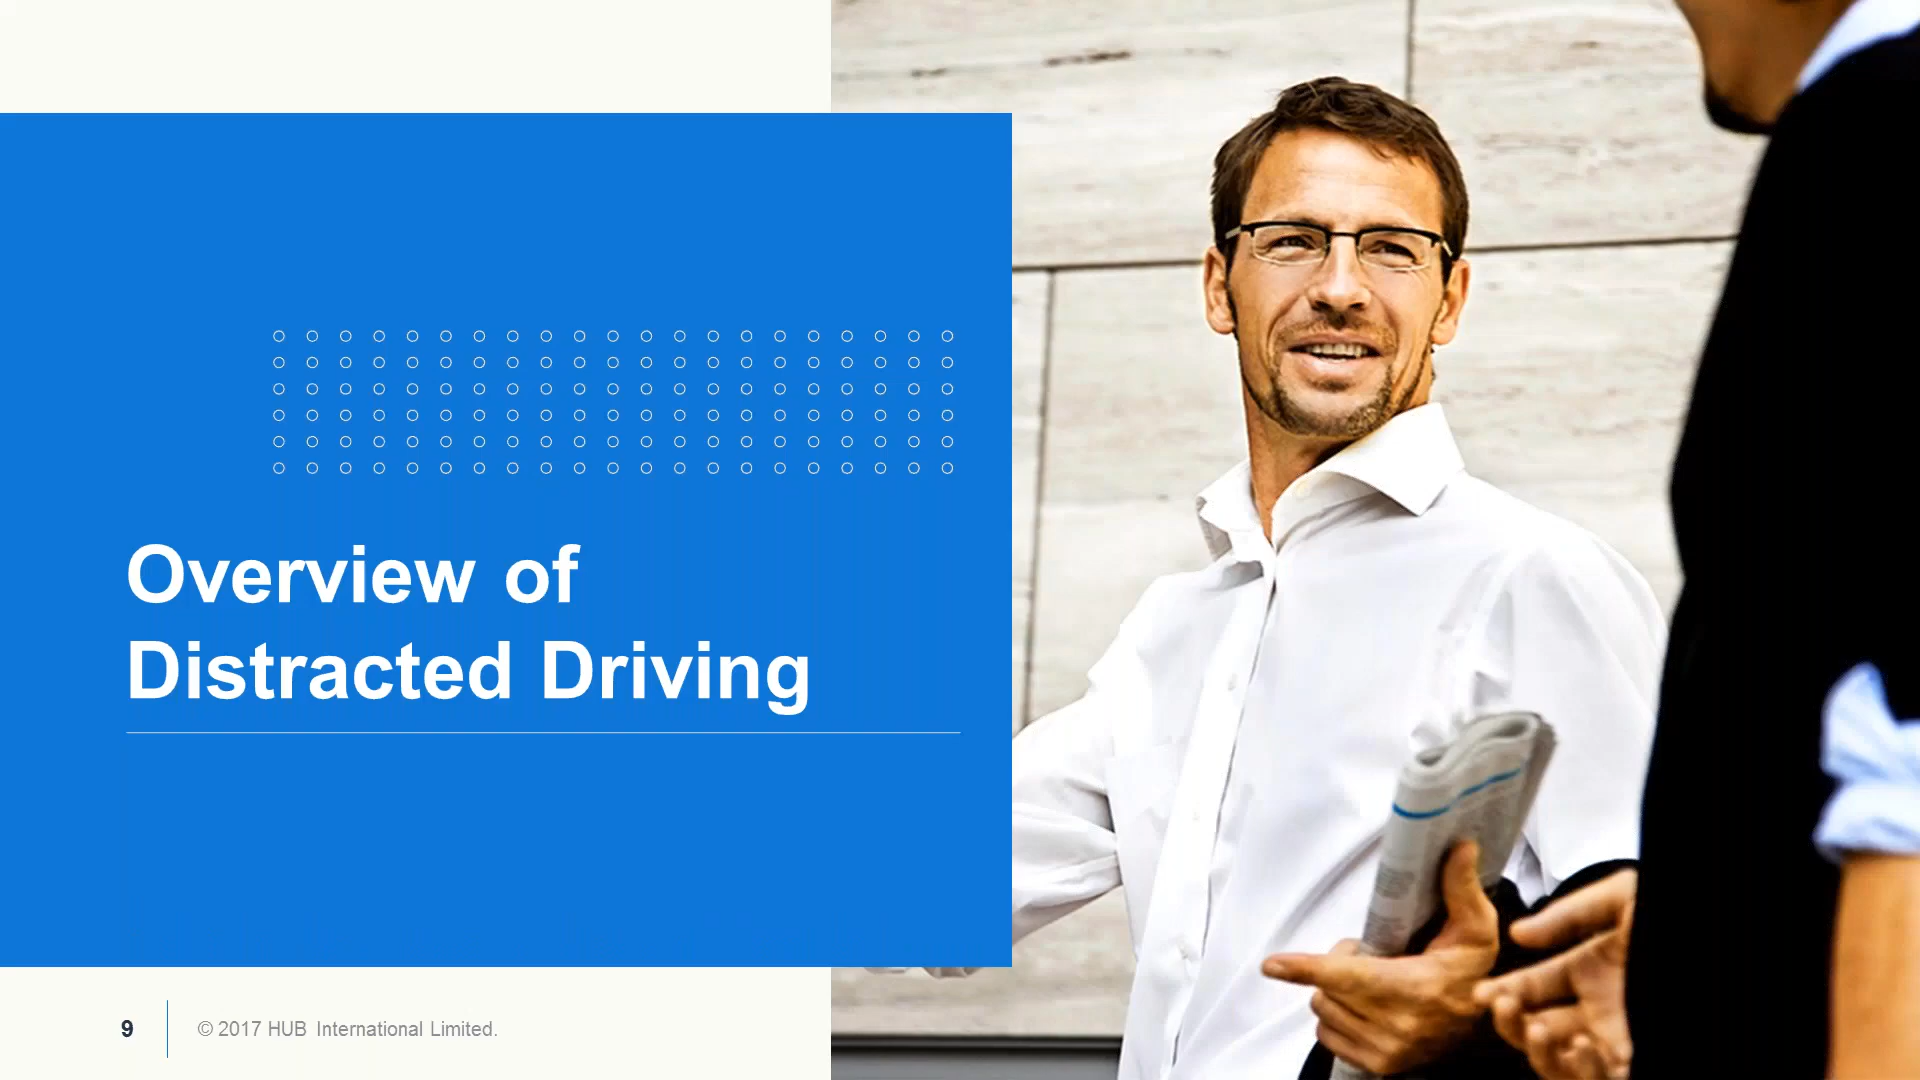 Overview of
Distracted Driving
9
© 2017 HUB International Limited.